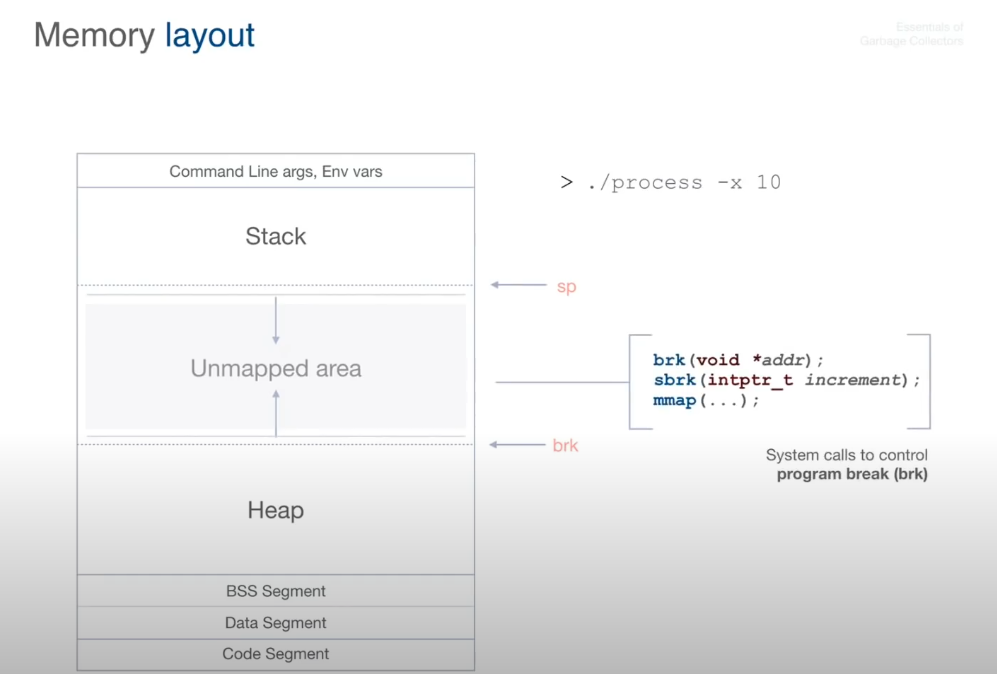 Memory layout
Essentials of
Garbage Collectors
Command Line args, Env vars
> ./process -x 10
Stack
sp
Unmapped area
brk(void *addr);
sbrk(intptr_t increment);
mmap(...);
brk
System calls to control
program break (brk)
Heap
BSS Segment
Data Segment
Code Segment